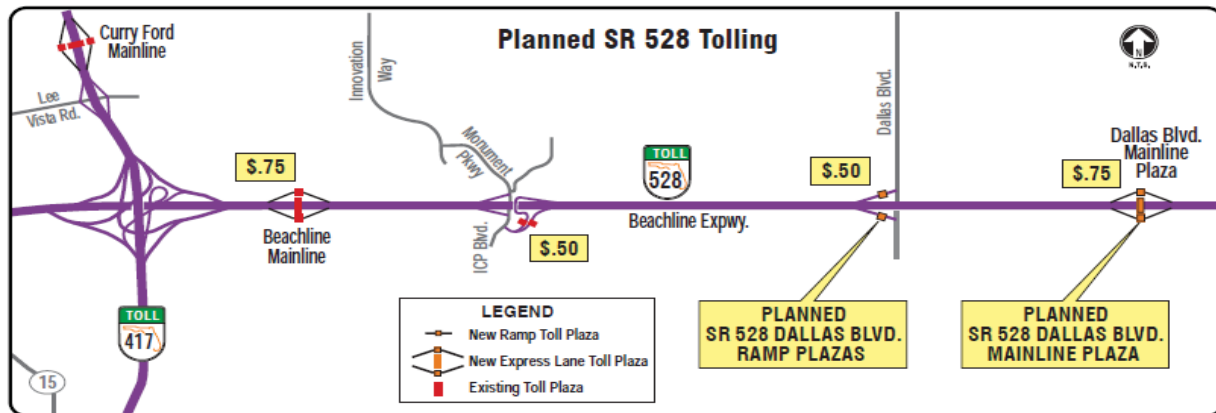 Planned SR 528 Tolling
Curry Ford
Mainline
Lee
Vista Rd.
Innovation
Way
Monument
Pkwy
Dallas Blvd.
N
N.T.S.
$.75
TOLL
528
$.50
$.75
Dallas Blvd.
Mainline
Plaza
Beachline
Mainline
ICP Blvd.
$.50
Beachline Expwy.
TOLL
417
15
LEGEND
New Ramp Toll Plaza
New Express Lane Toll Plaza
Existing Toll Plaza
PLANNED
SR 528 DALLAS BLVD.
RAMP PLAZAS
PLANNED
SR 528 DALLAS BLVD.
MAINLINE PLAZA